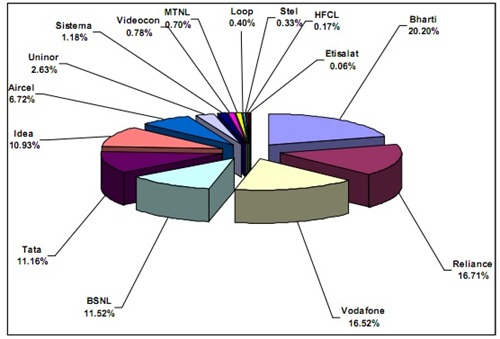 Bharti
20.20%
Reliance
16.71%
Vodafone
16.52%
BSNL
11.52%
Tata
11.16%
Idea
10.93%
Aircel
6.72%
Uninor
2.63%
Sistema
1.18%
Videocon
0.78%
MTNL
0.70%
Loop
0.40%
Stel
0.33%
HFCL
0.17%
Etisalat
0.06%